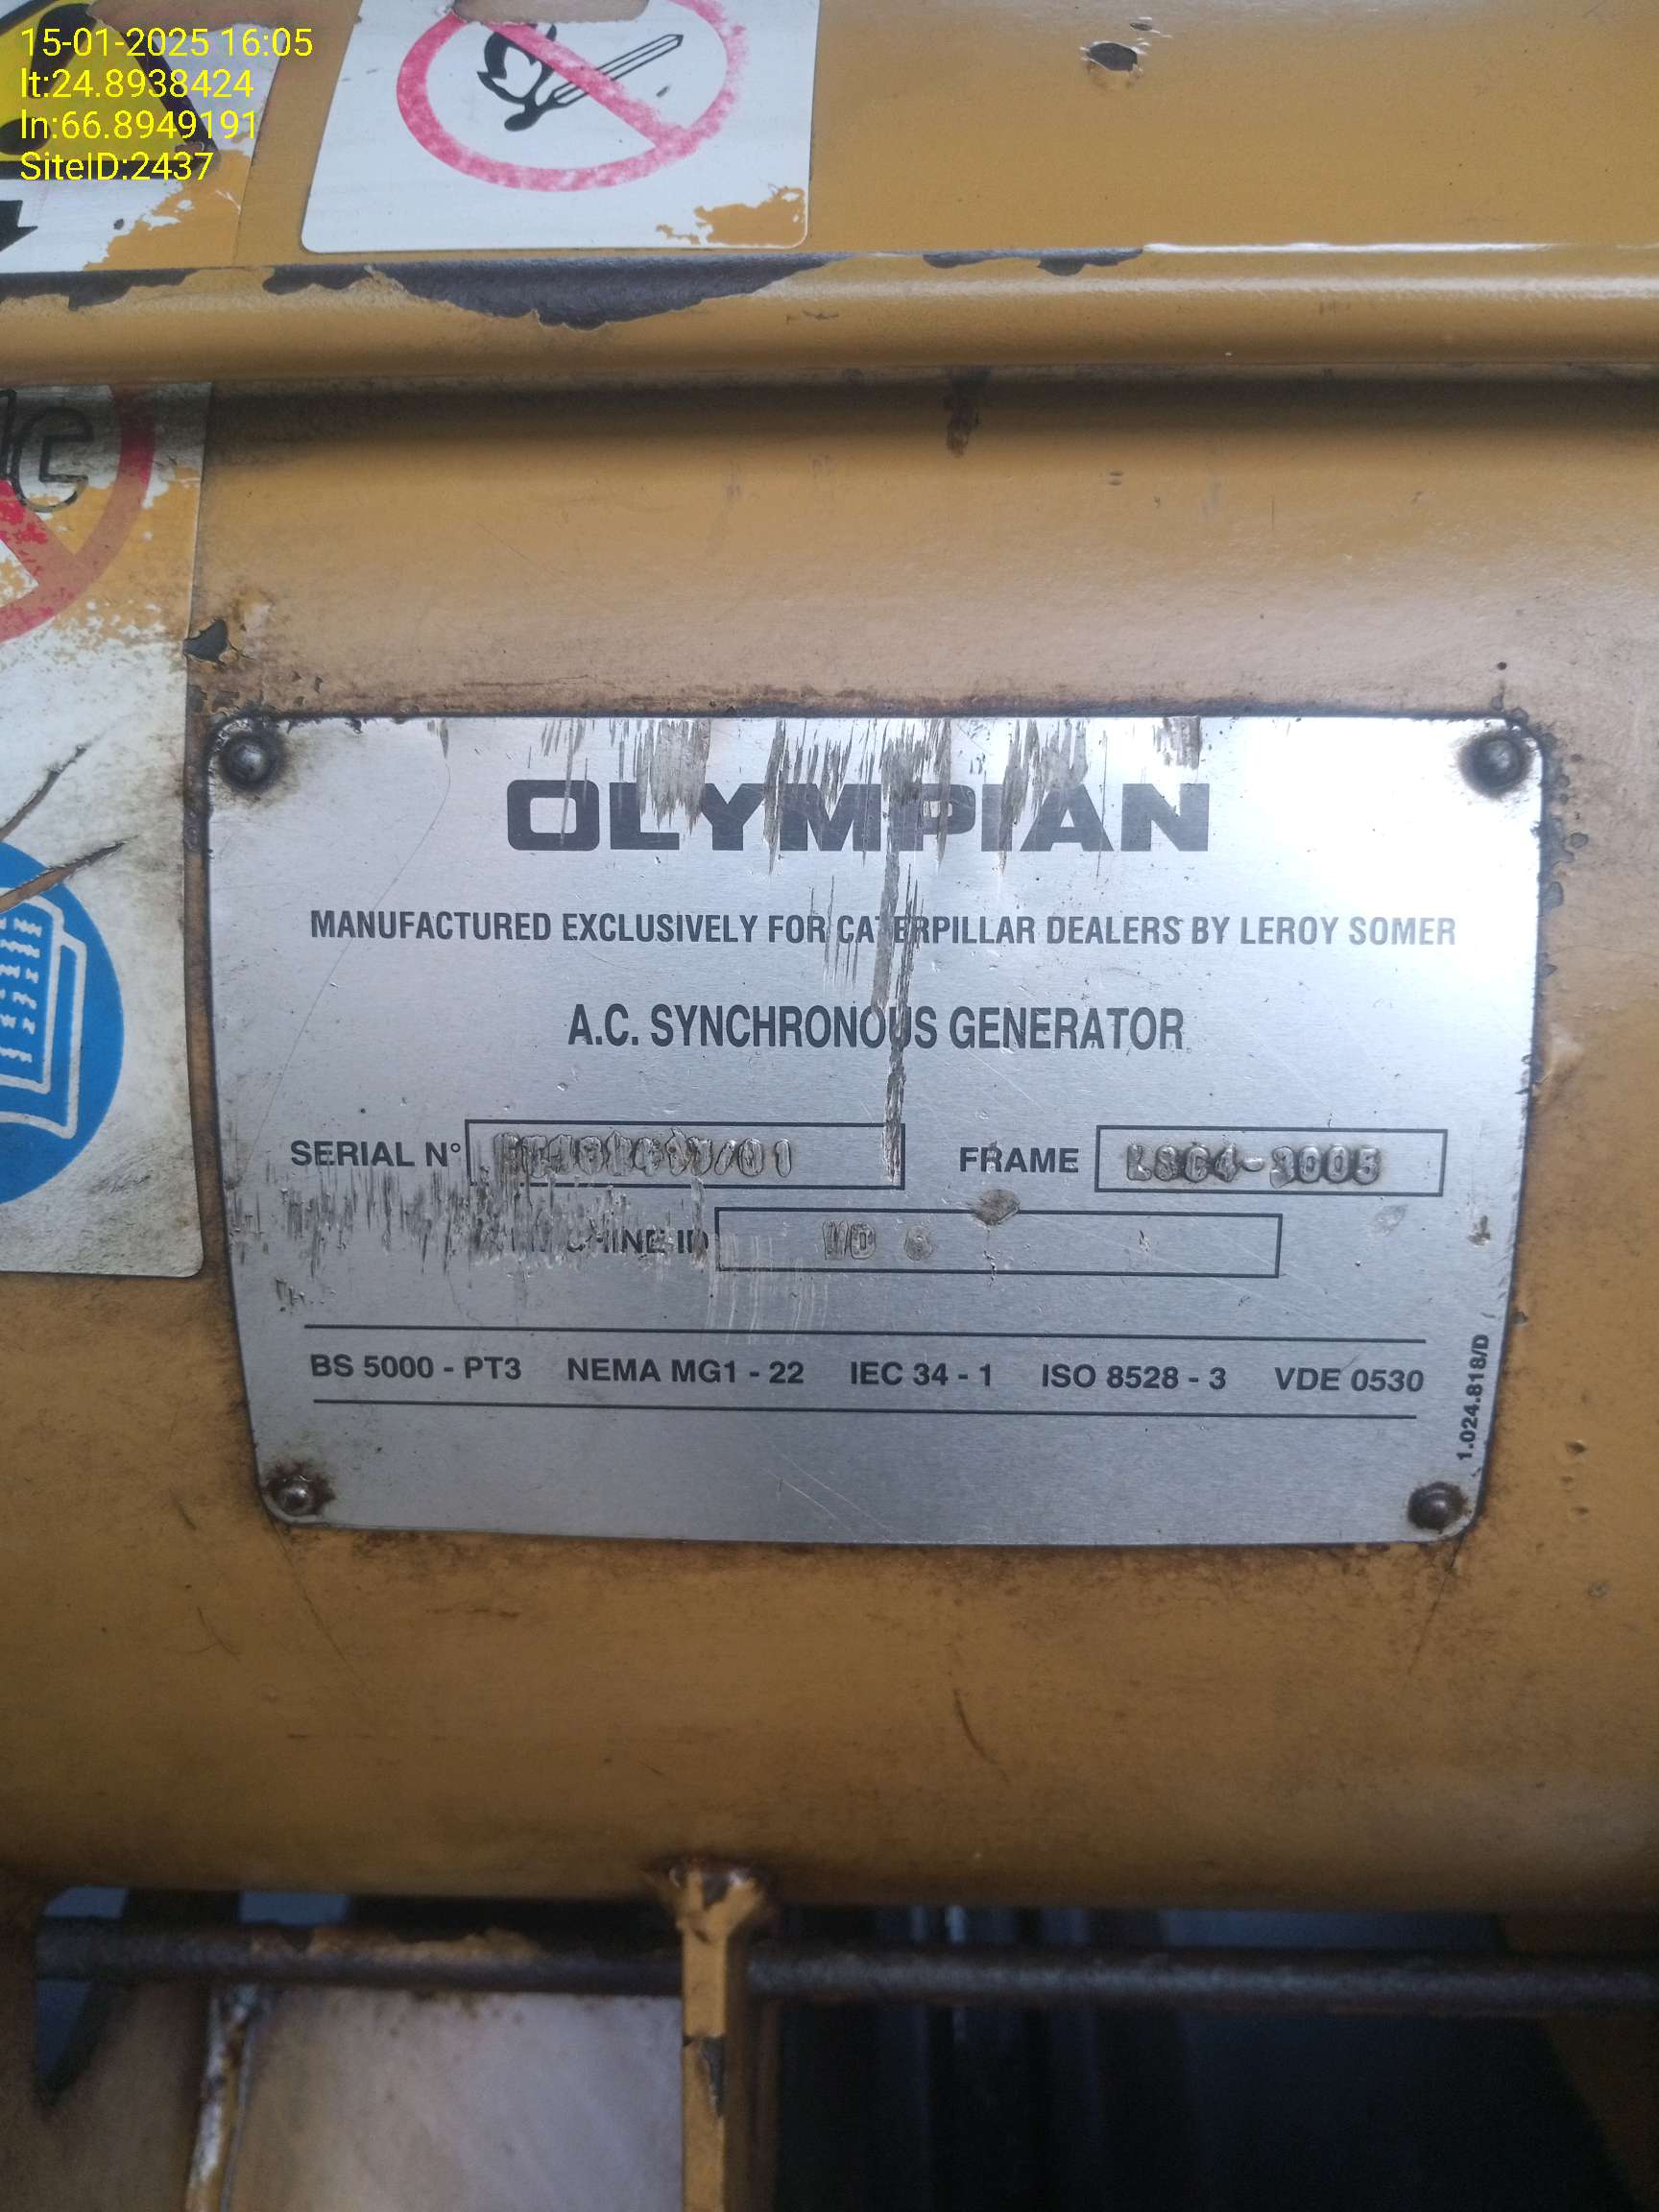 15-01-2025 16:05
lt:24.8938424
ln:66.8949191
SiteID:2437
OLYMPIAN
MANUFACTURED EXCLUSIVELY FOR CATERPILLAR DEALERS BY LEROY SOMER
A.C. SYNCHRONOUS GENERATOR
SERIAL N° FRAME
ID
BS 5000 - PT3 NEMA MG1 - 22 IEC 34 - 1 ISO 8528 - 3 VDE 0530
1.024.818/D